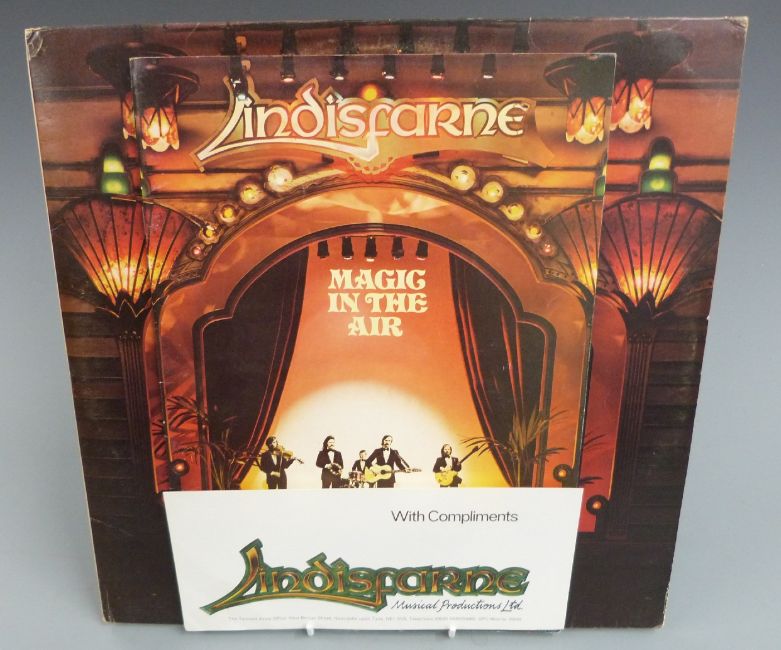 Lindisfarne
MAGIC
IN THE
AIR
With Compliments
Lindisfarne
Musical Productions Ltd